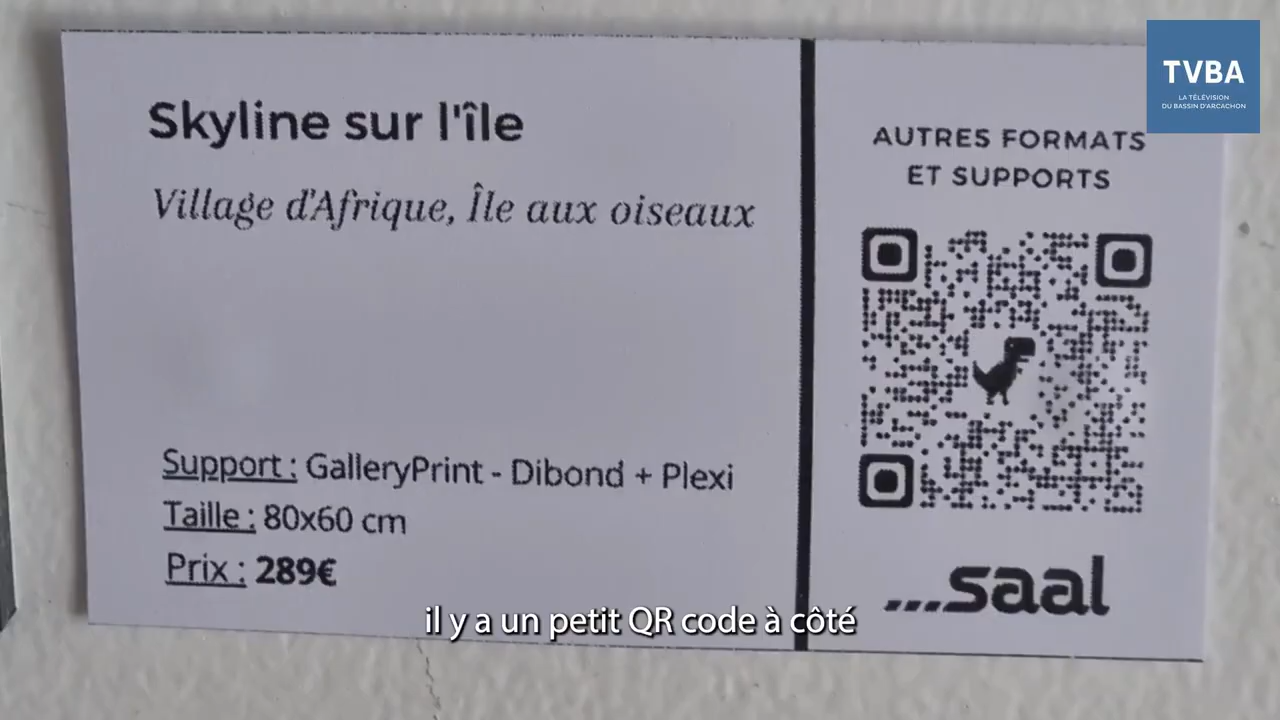 Skyline sur l'île
Village d'Afrique, Île aux oiseaux
Support : GalleryPrint - Dibond + Plexi
Taille : 80x60 cm
Prix : 289€
AUTRES FORMATS
ET SUPPORTS
...saal
TVBA
LA TÉLÉVISION
DU BASSIN D'ARCACHON
il y a un petit QR code à côté